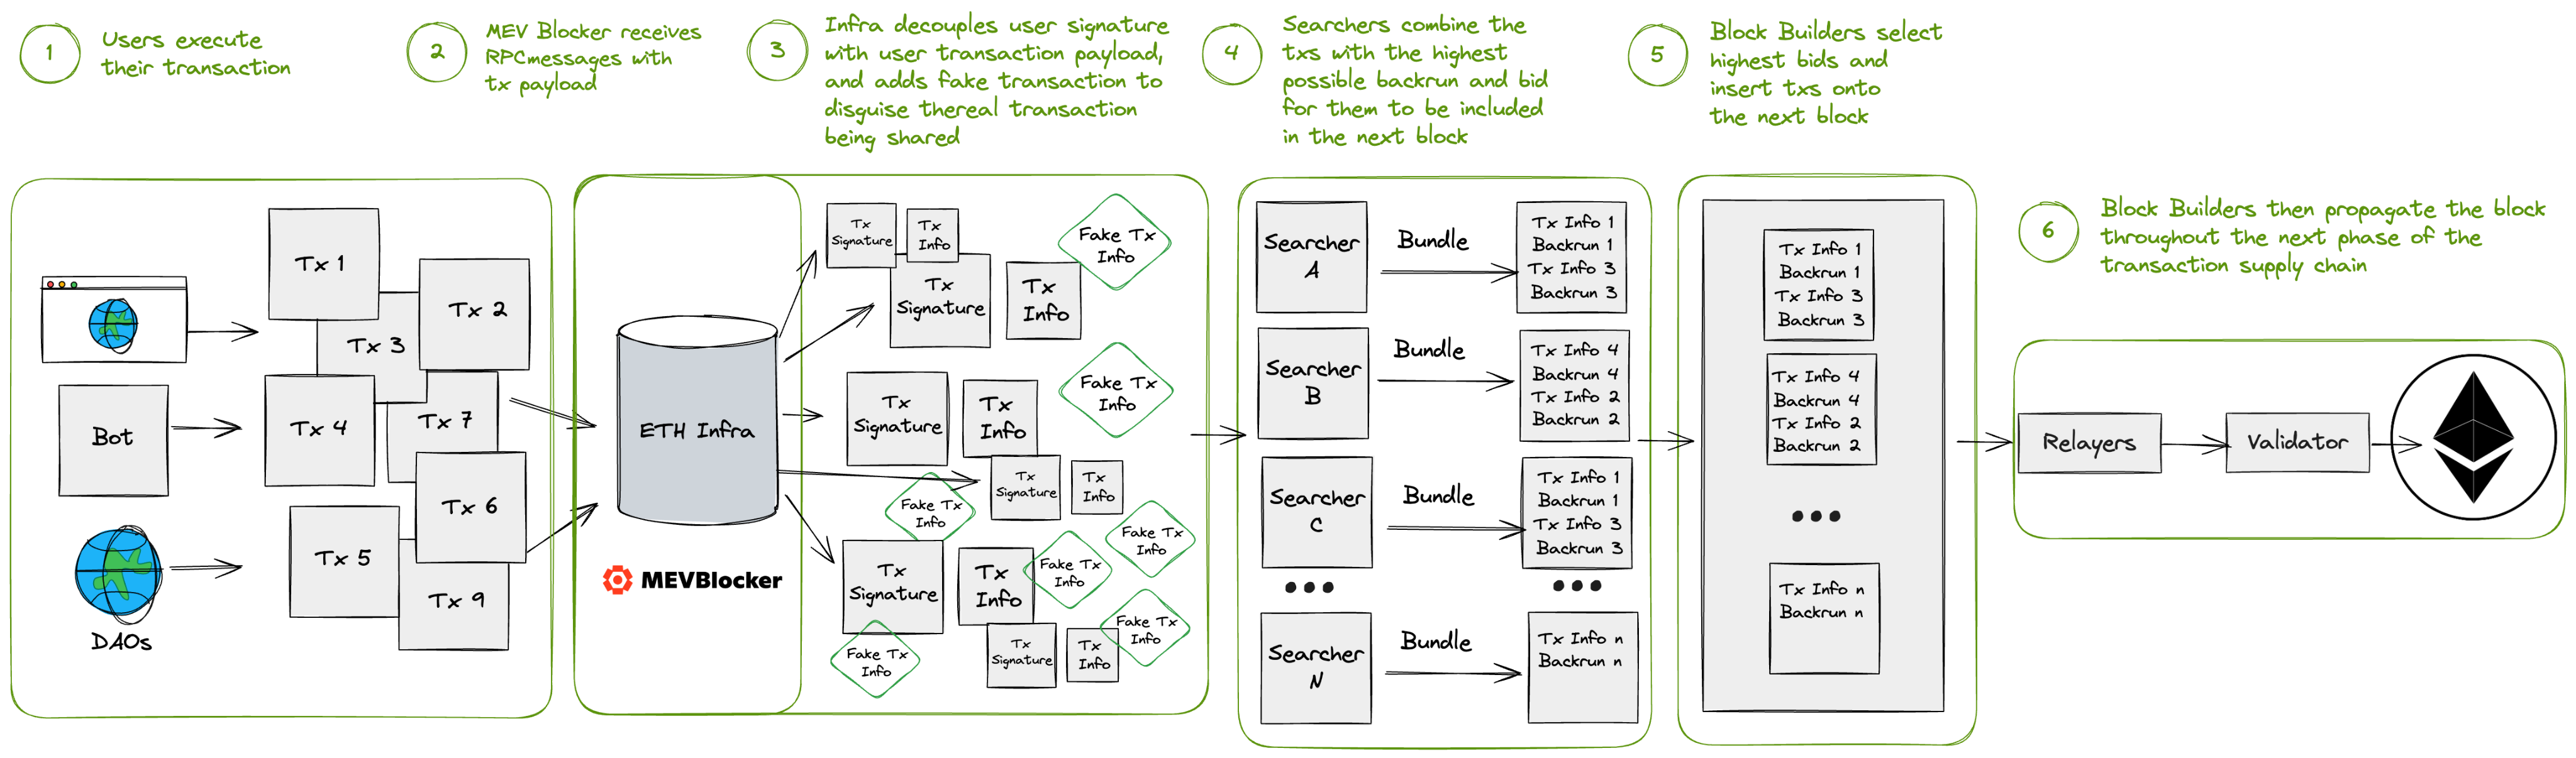 1
Users execute
their transaction
2
MEV Blocker receives
RPCmessages with
tx payload
3
Infra decouples user signature
with user transaction payload,
and adds fake transaction to
disguise thereal transaction
being shared
4
Searchers combine the
txs with the highest
possible backrun and bid
for them to be included
in the next block
5
Block Builders select
highest bids and
insert txs onto
the next block
6
Block Builders then propagate the block
throughout the next phase of the
transaction supply chain
Bot
DAOs
Tx 1
Tx 2
Tx 3
Tx 4
Tx 7
Tx 6
Tx 5
Tx 9
ETH Infra
MEVBlocker
Tx
Signature
Tx
Info
Fake Tx
Info
Tx
Signature
Tx
Info
Fake Tx
Info
Tx
Signature
Tx
Info
Tx
Signature
Tx
Info
Fake Tx
Info
Fake Tx
Info
Tx
Signature
Tx
Info
Fake Tx
Info
Fake Tx
Info
Tx
Signature
Tx
Info
Fake Tx
Info
Searcher
A
Bundle
Tx Info 1
Backrun 1
Tx Info 3
Backrun 3
Searcher
B
Bundle
Tx Info 4
Backrun 4
Tx Info 2
Backrun 2
Searcher
C
Bundle
Tx Info 1
Backrun 1
Tx Info 3
Backrun 3
Searcher
N
Bundle
Tx Info n
Backrun n
Tx Info 1
Backrun 1
Tx Info 3
Backrun 3
Tx Info 4
Backrun 4
Tx Info 2
Backrun 2
Tx Info n
Backrun n
Relayers
Validator